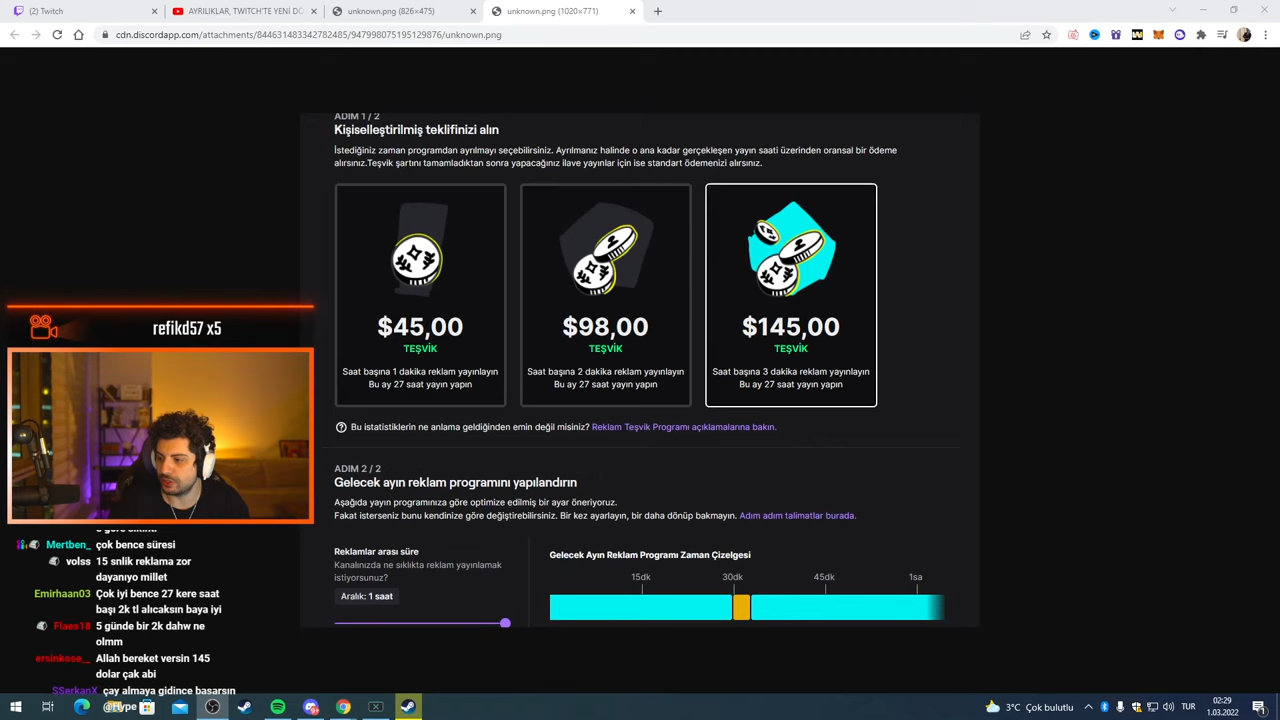 (2) Twitch
AYRILIKLAR, TWITCH'TE YENİ DÖ
unknown.png (826×475)
unknown.png (1020×771)
cdn.discordapp.com/attachments/844631483342782485/947998075195129876/unknown.png
ADIM 1 / 2
Kişiselleştirilmiş teklifinizi alın
İstediğiniz zaman programdan ayrılmayı seçebilirsiniz. Ayrılmanız halinde o ana kadar gerçekleşen yayın saati üzerinden oransal bir ödeme
alırsınız.Teşvik şartını tamamladıktan sonra yapacağınız ilave yayınlar için ise standart ödemenizi alırsınız.
$45,00
TEŞVİK
Saat başına 1 dakika reklam yayınlayın
Bu ay 27 saat yayın yapın
$98,00
TEŞVİK
Saat başına 2 dakika reklam yayınlayın
Bu ay 27 saat yayın yapın
$145,00
TEŞVİK
Saat başına 3 dakika reklam yayınlayın
Bu ay 27 saat yayın yapın
Bu istatistiklerin ne anlama geldiğinden emin değil misiniz? Reklam Teşvik Programı açıklamalarına bakın.
ADIM 2 / 2
Gelecek ayın reklam programını yapılandırın
Aşağıda yayın programınıza göre optimize edilmiş bir ayar öneriyoruz.
Fakat isterseniz bunu kendinize göre değiştirebilirsiniz. Bir kez ayarlayın, bir daha dönüp bakmayın. Adım adım talimatlar burada.
Reklamlar arası süre
Kanalınızda ne sıklıkta reklam yayınlamak
istiyorsunuz?
Aralık: 1 saat
Gelecek Ayın Reklam Programı Zaman Çizelgesi
15dk 30dk 45dk 1sa
refikd57 x5
Mertben_ çok bence süresi
volss 15 snlik reklama zor
dayanıyo millet
Emirhaan03 Çok iyi bence 27 kere saat
başı 2k tl alıcaksın baya iyi
Flaes18 5 günde bir 2k dahw ne
olmm
ersinkose__ Allah bereket versin 145
dolar çak abi
SSerkanX çay almaya gidince basarsın
@Hype
3°C Çok bulutlu
TUR
02:29
1.03.2022